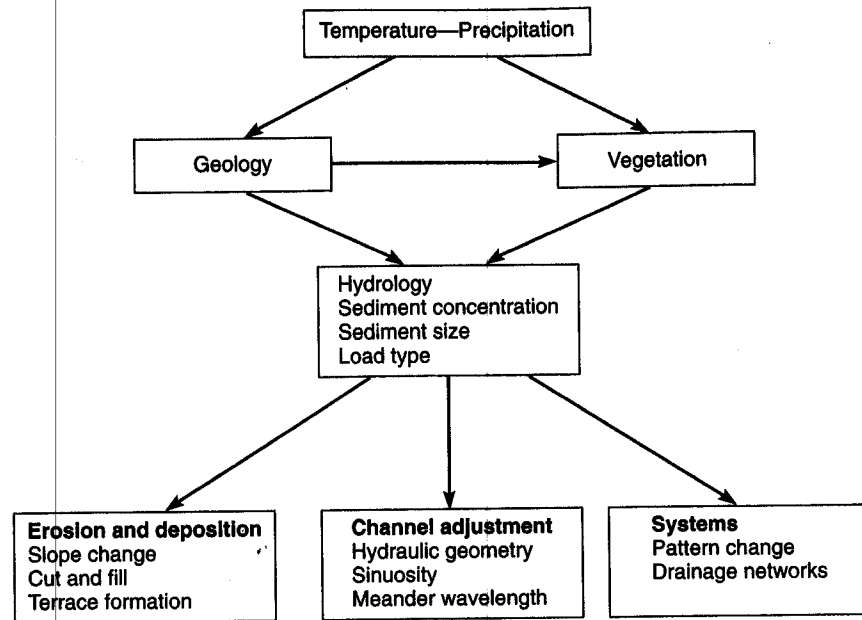 Temperature—Precipitation
Geology
Vegetation
Hydrology
Sediment concentration
Sediment size
Load type
Erosion and deposition
Slope change
Cut and fill
Terrace formation
Channel adjustment
Hydraulic geometry
Sinuosity
Meander wavelength
Systems
Pattern change
Drainage networks